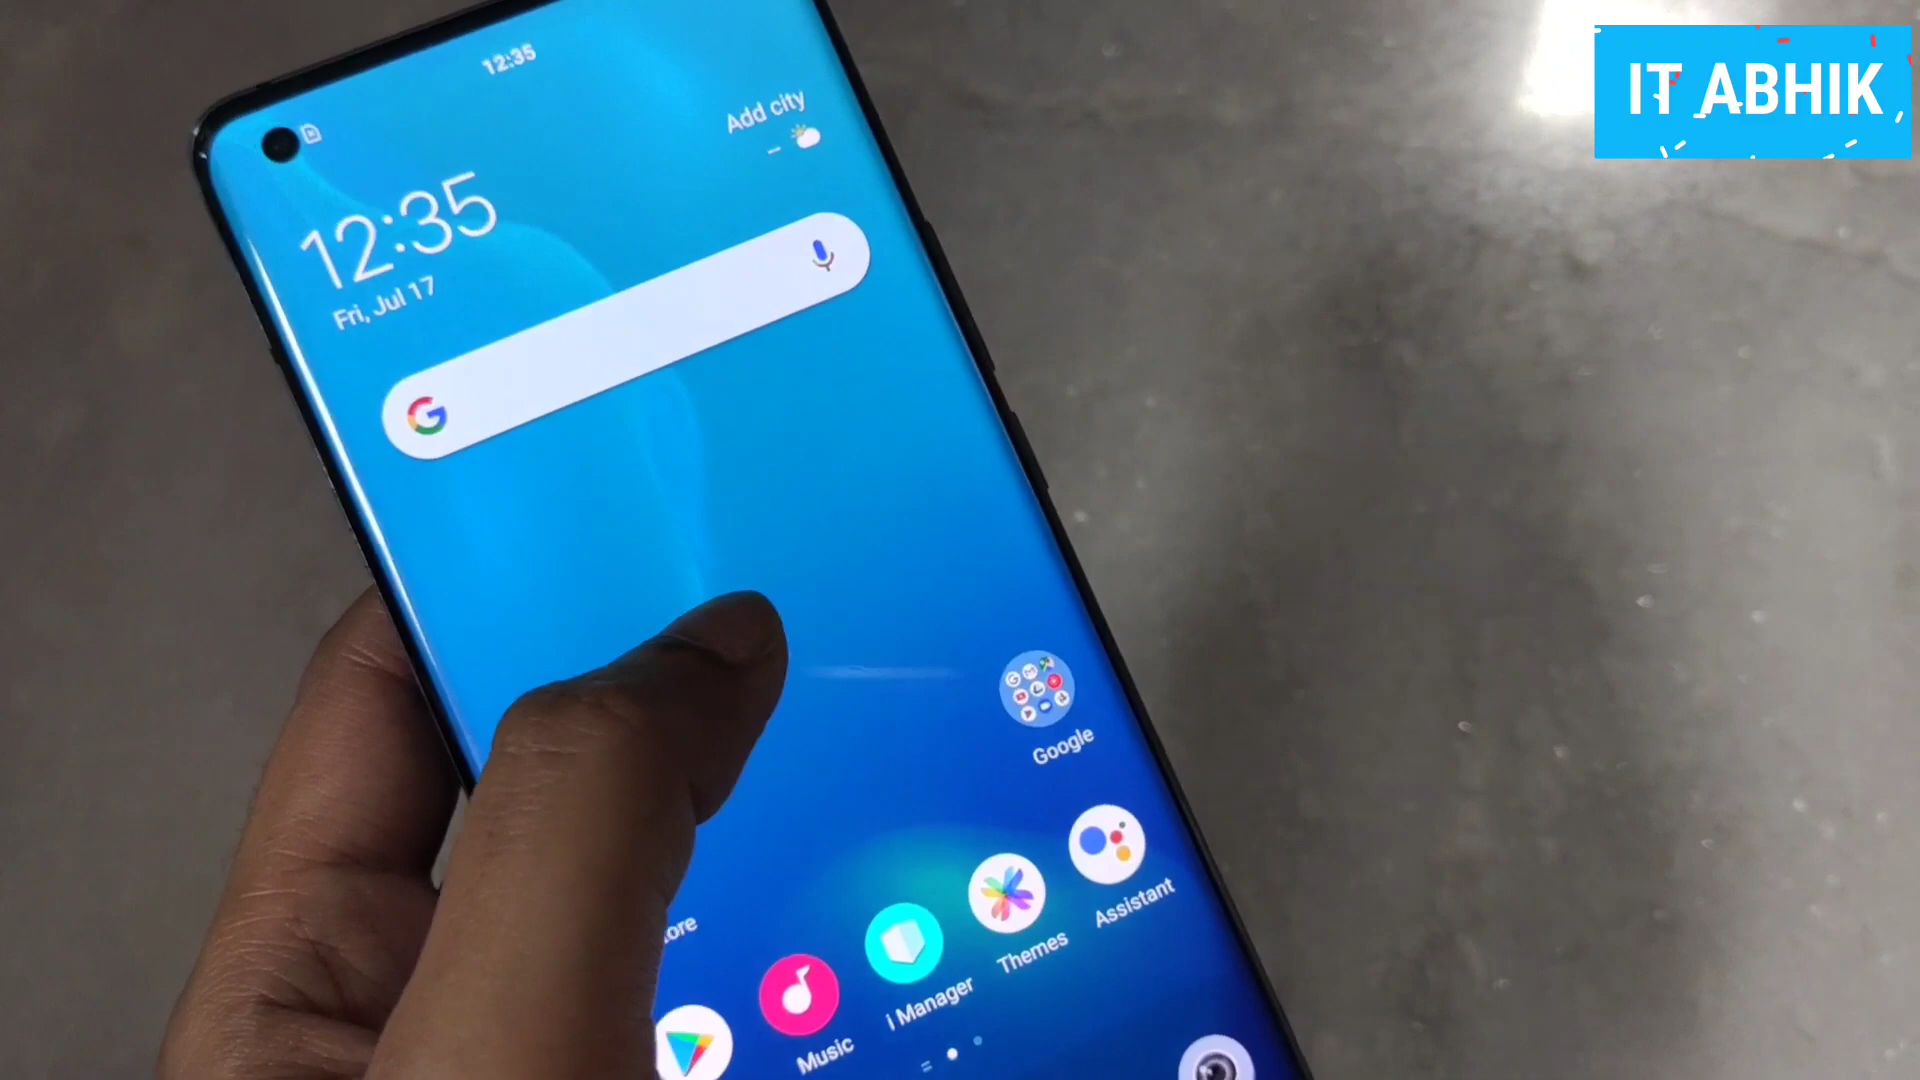 12:35
IT ABHIK
Add city
12:35
Fri, Jul 17
Google
Assistant
Themes
i Manager
Music